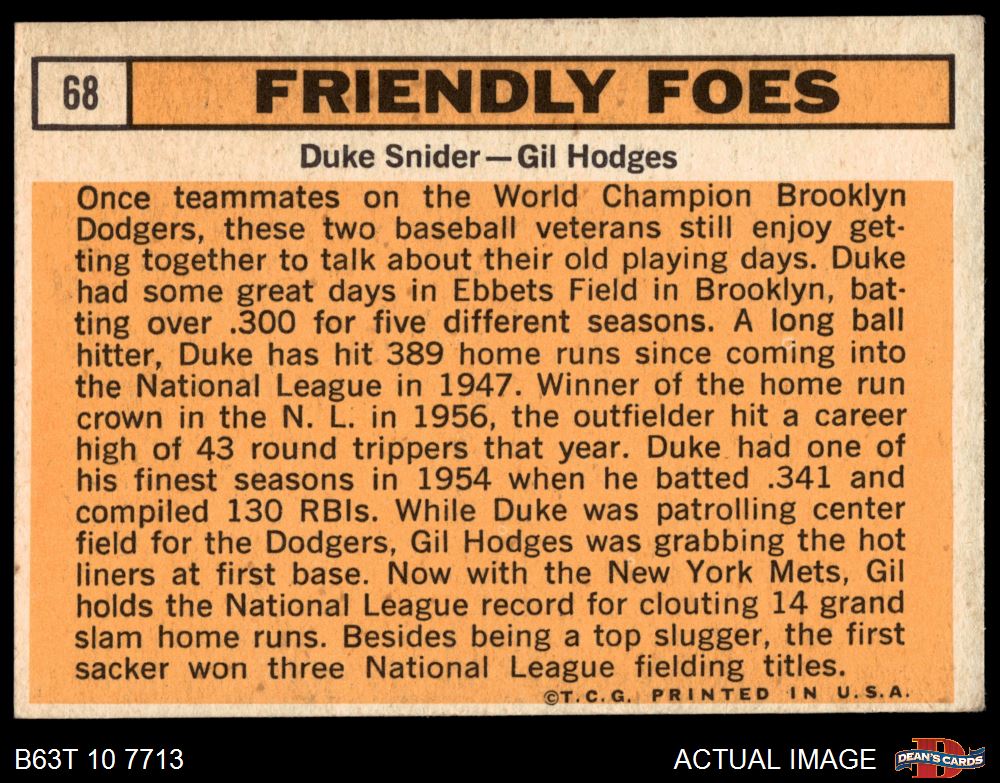 68
FRIENDLY FOES
Duke Snider—Gil Hodges
Once teammates on the World Champion Brooklyn
Dodgers, these two baseball veterans still enjoy get-
ting together to talk about their old playing days. Duke
had some great days in Ebbets Field in Brooklyn, bat-
ting over .300 for five different seasons. A long ball
hitter, Duke has hit 389 home runs since coming into
the National League in 1947. Winner of the home run
crown in the N. L. in 1956, the outfielder hit a career
high of 43 round trippers that year. Duke had one of
his finest seasons in 1954 when he batted .341 and
compiled 130 RBIs. While Duke was patrolling center
field for the Dodgers, Gil Hodges was grabbing the hot
liners at first base. Now with the New York Mets, Gil
holds the National League record for clouting 14 grand
slam home runs. Besides being a top slugger, the first
sacker won three National League fielding titles.
©T.C.G. PRINTED IN U.S.A.
B63T 10 7713
ACTUAL IMAGE
D
DEAN'S CARDS